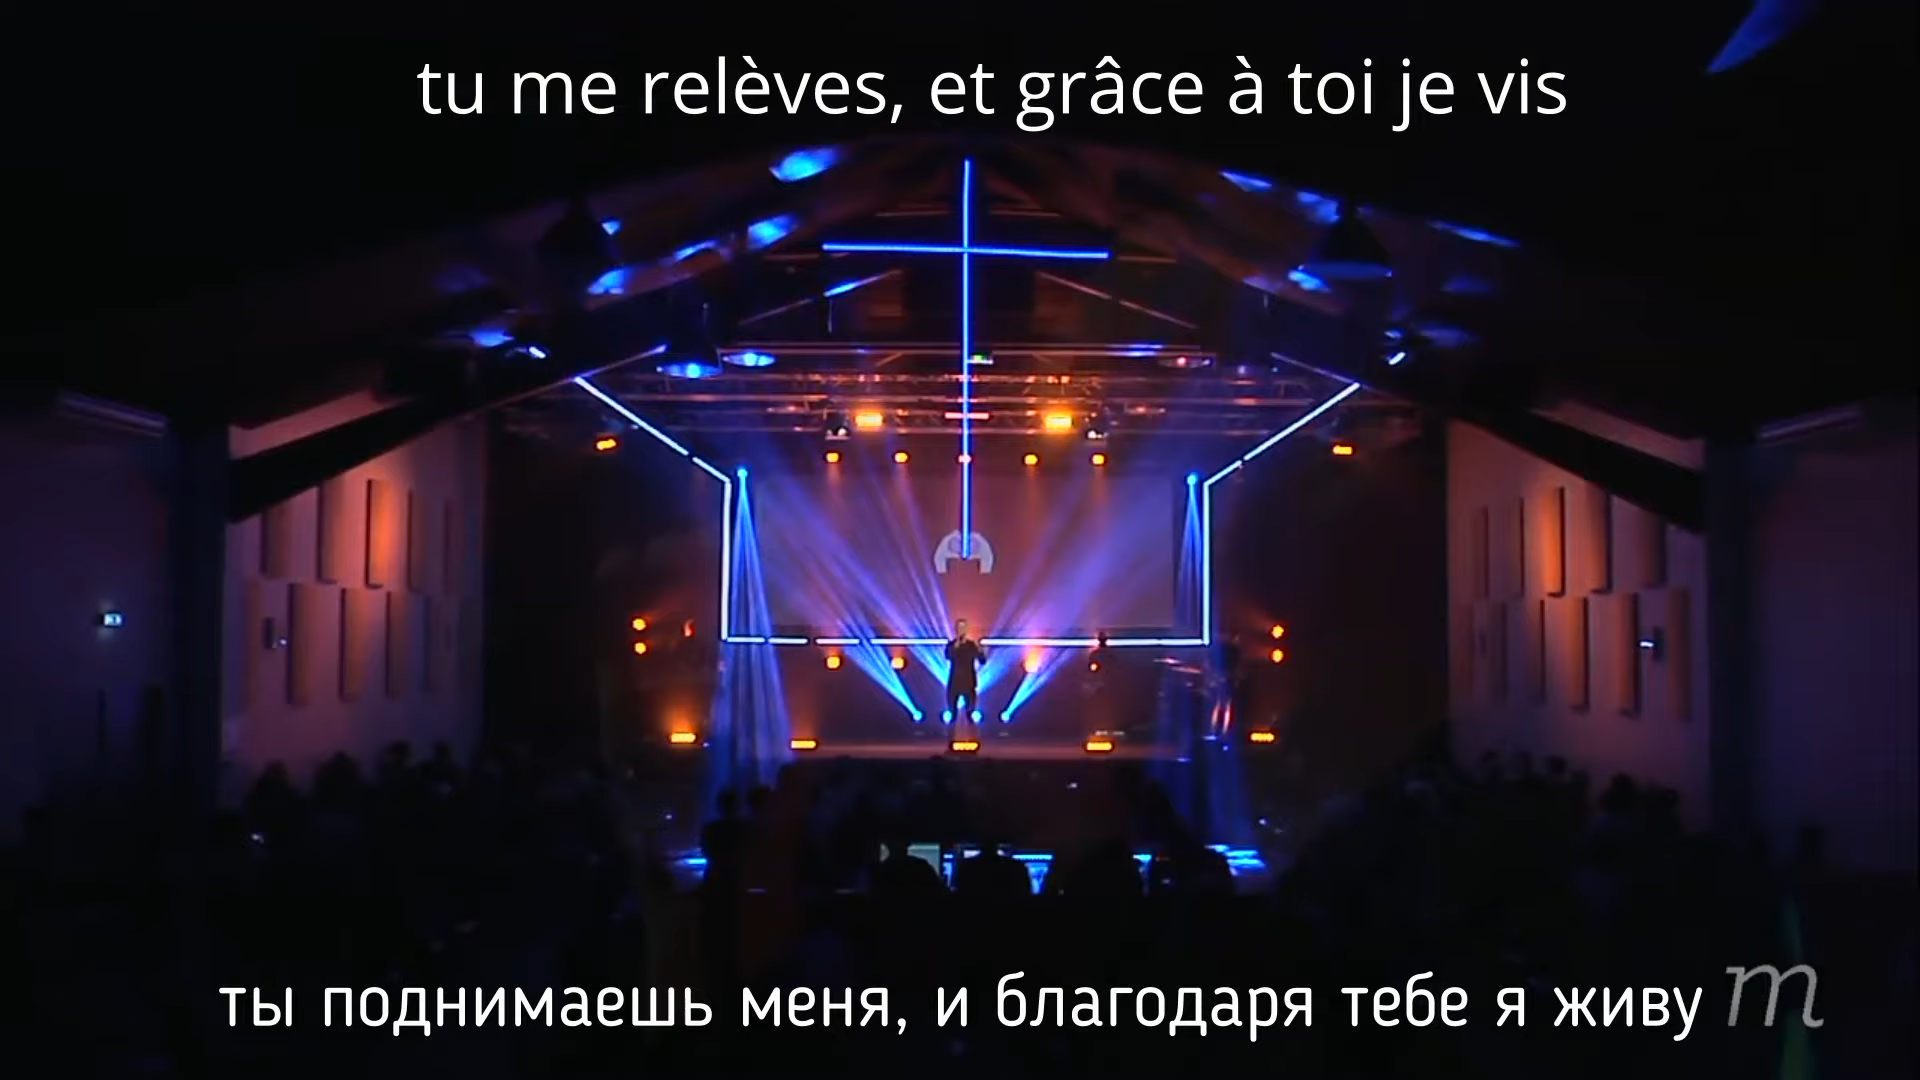 tu me relèves, et grâce à toi je vis
ты поднимаешь меня, и благодаря тебе я живу
m